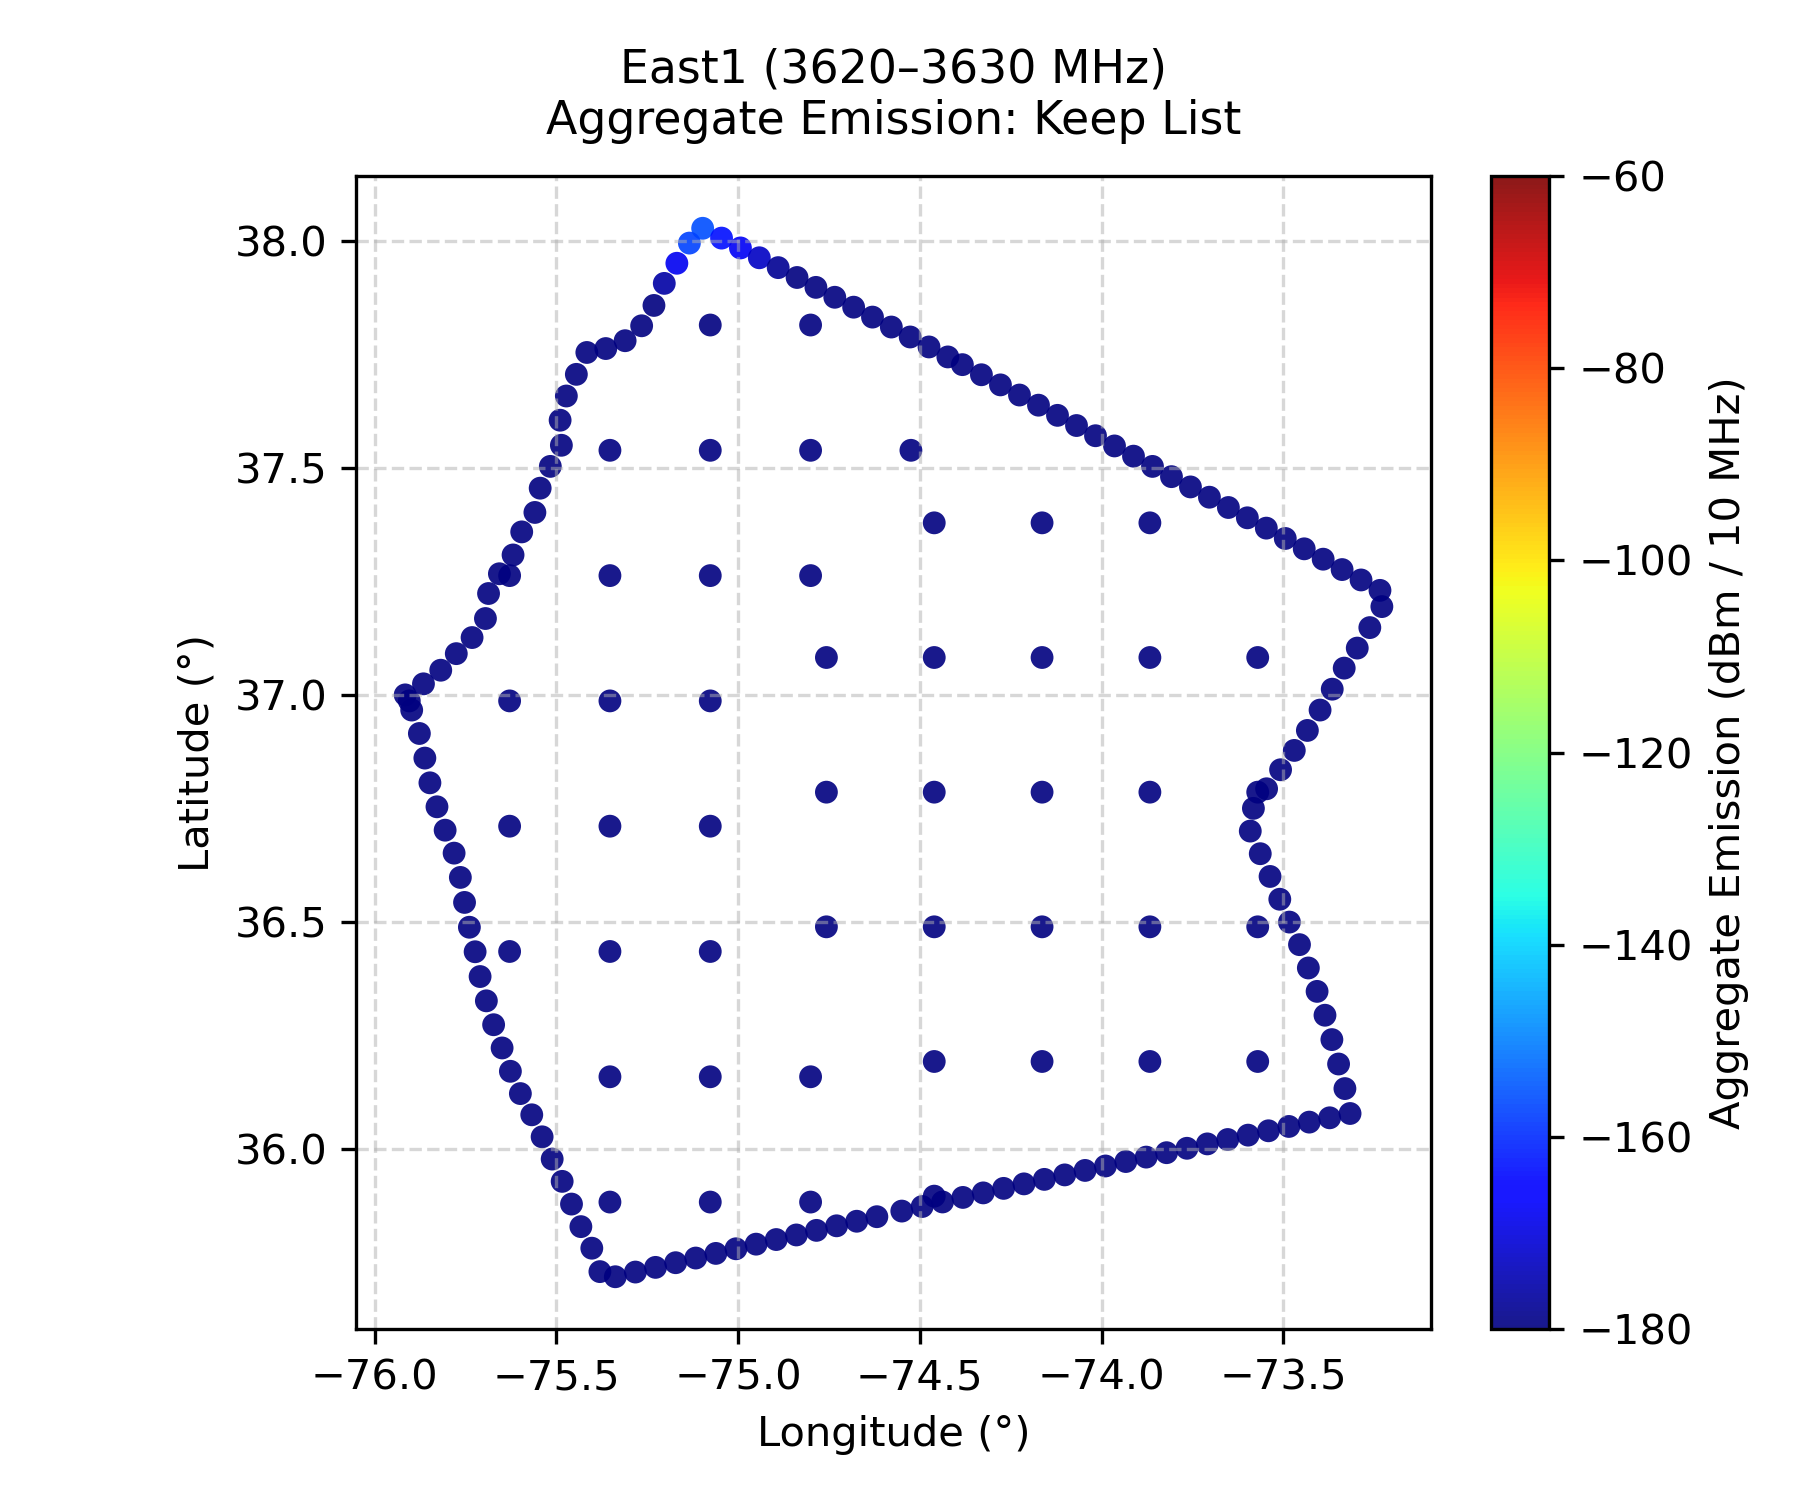 East1 (3620–3630 MHz)
Aggregate Emission: Keep List
38.0
37.5
37.0
36.5
36.0
Latitude (°)
−76.0 −75.5 −75.0 −74.5 −74.0 −73.5
Longitude (°)
−60
−80
−100
−120
−140
−160
−180
Aggregate Emission (dBm / 10 MHz)